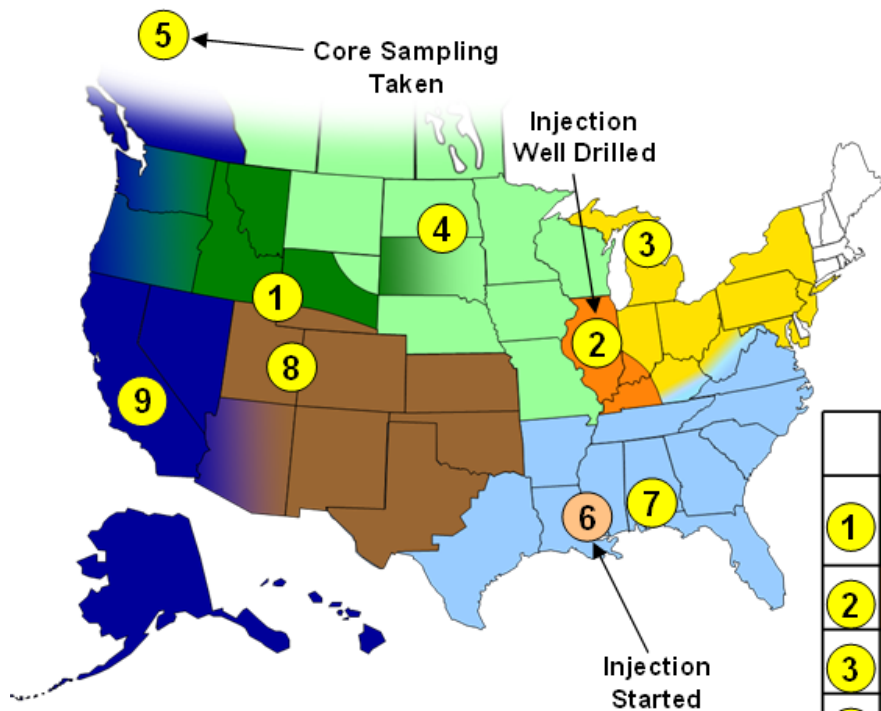 5
Core Sampling
Taken
Injection
Well Drilled
4
3
1
2
8
9
6
7
1
2
3
Injection
Started